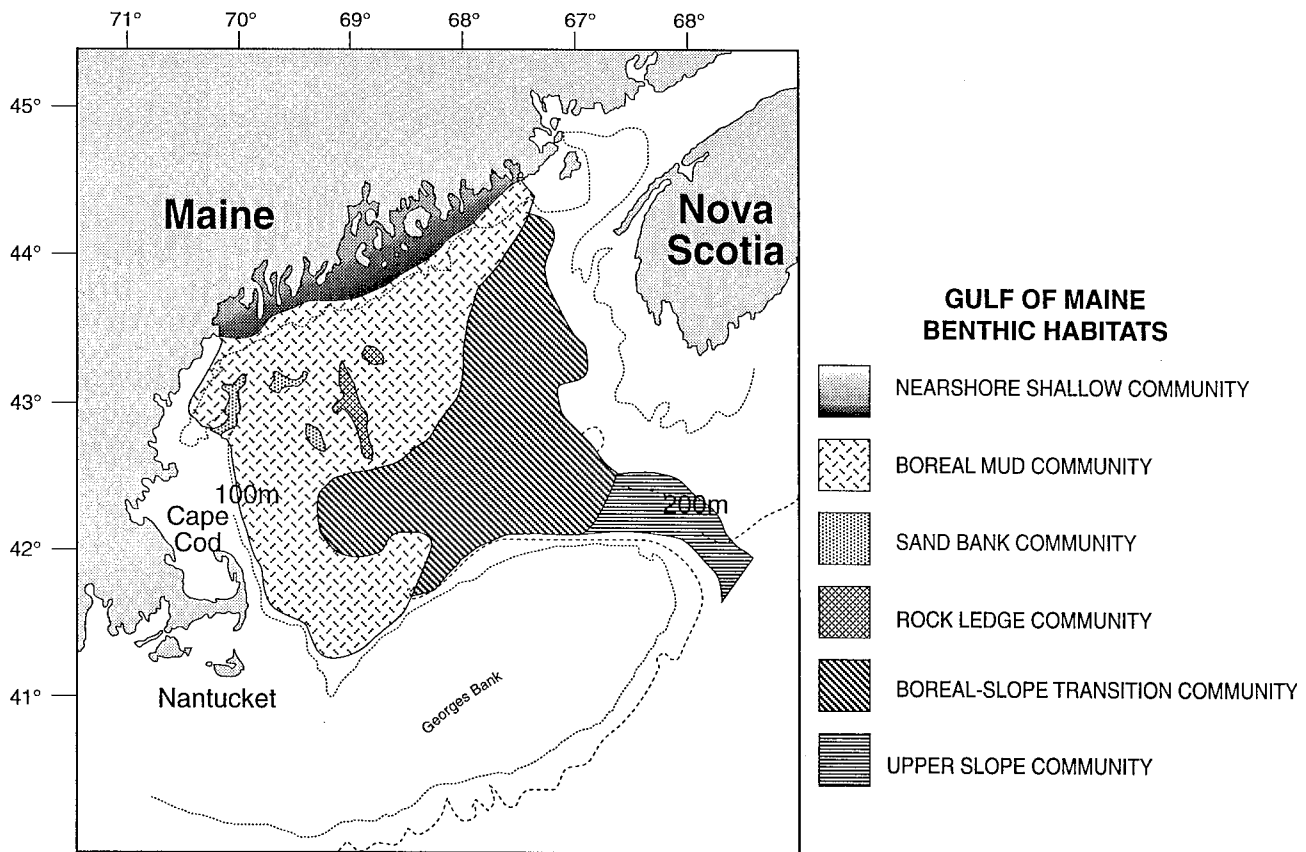 71° 70° 69° 68° 67° 68°
45°
44°
43°
42°
41°
Maine
Nova
Scotia
100m
Cape
Cod
200m
Nantucket
Georges Bank
GULF OF MAINE
BENTHIC HABITATS
NEARSHORE SHALLOW COMMUNITY
BOREAL MUD COMMUNITY
SAND BANK COMMUNITY
ROCK LEDGE COMMUNITY
BOREAL-SLOPE TRANSITION COMMUNITY
UPPER SLOPE COMMUNITY